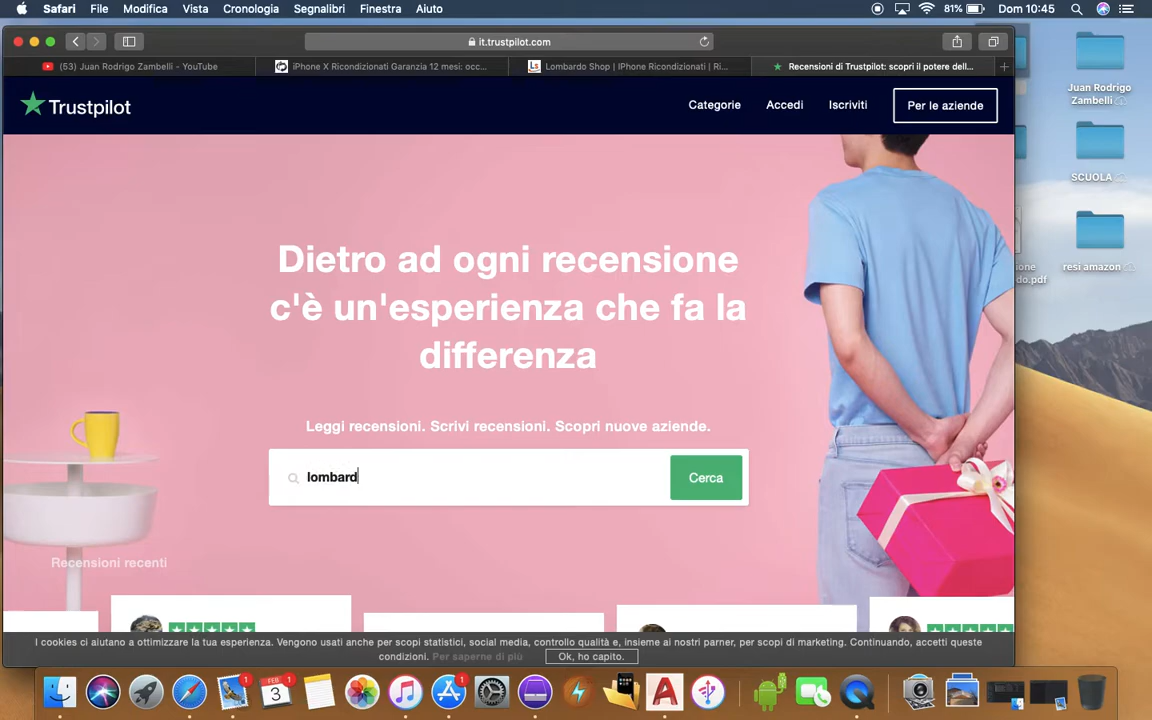 Safari File Modifica Vista Cronologia Segnalibri Finestra Aiuto 81% Dom 10:45
it.trustpilot.com
(53) Juan Rodrigo Zambelli - YouTube
iPhone X Ricondizionati Garanzia 12 mesi: occ...
Lombardo Shop | IPhone Ricondizionati | Ri...
Recensioni di Trustpilot: scopri il potere dell...
Juan Rodrigo
Zambelli
Trustpilot
Categorie Accedi Iscriviti Per le aziende
SCUOLA
Dietro ad ogni recensione
c'è un'esperienza che fa la
differenza
resi amazon
Leggi recensioni. Scrivi recensioni. Scopri nuove aziende.
lombard
Cerca
Recensioni recenti
I cookies ci aiutano a ottimizzare la tua esperienza. Vengono usati anche per scopi statistici, social media, controllo qualità e, insieme ai nostri parner, per scopi di marketing. Continuando, accetti queste
condizioni. Per saperne di più Ok, ho capito.
1
FEB
3
1
1